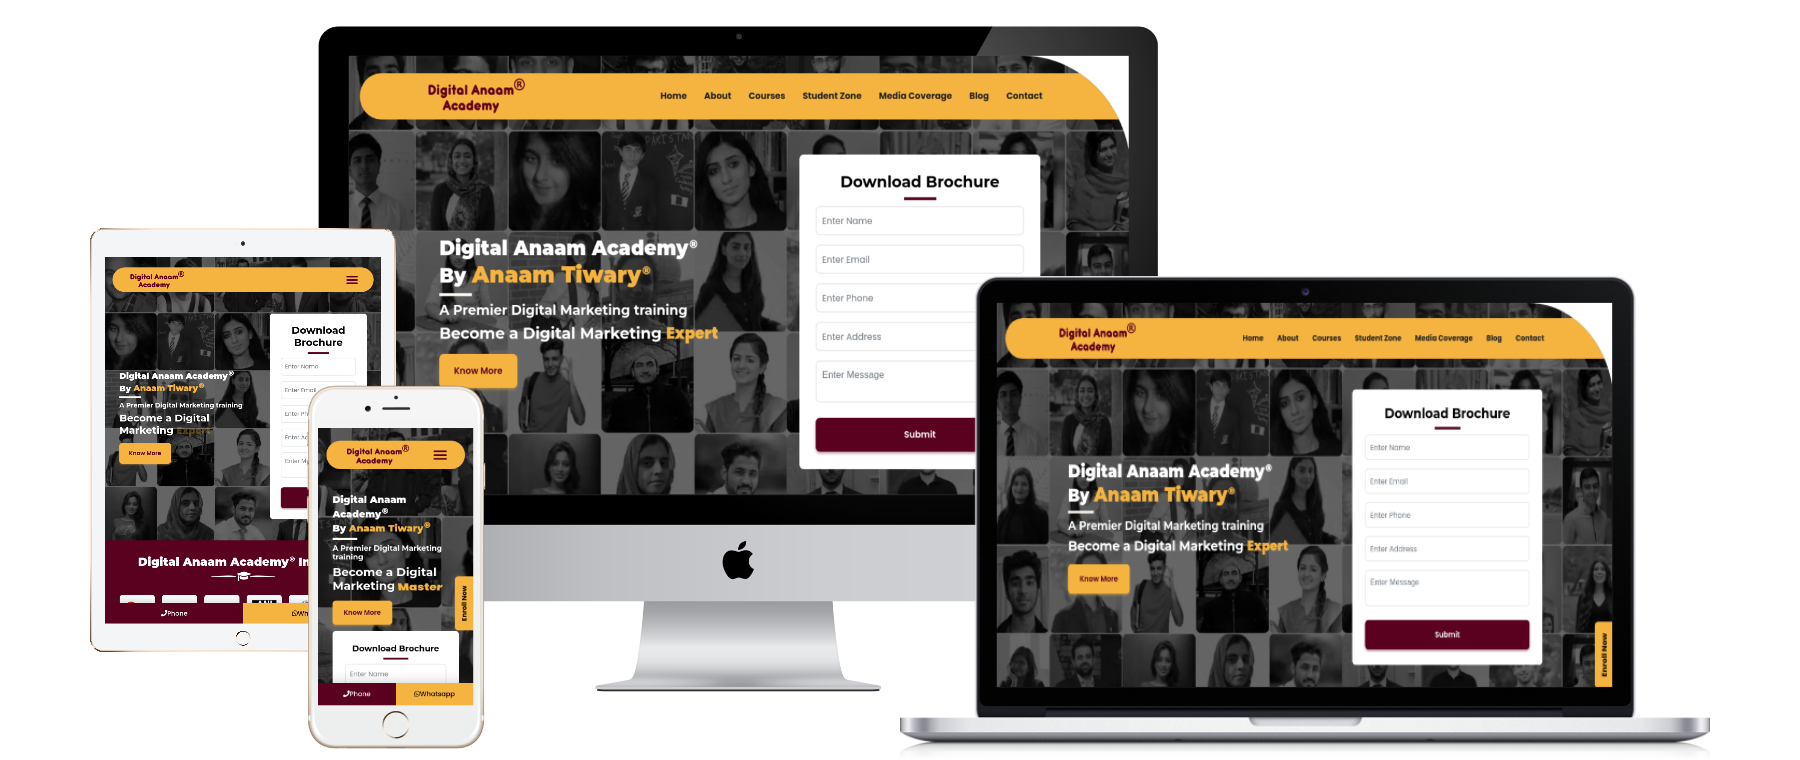 Digital Anaam®
Academy
Home About Courses Student Zone Media Coverage Blog Contact
Digital Anaam Academy®
By Anaam Tiwary®
A Premier Digital Marketing training
Become a Digital Marketing Expert
Know More
Download Brochure
Enter Name
Enter Email
Enter Phone
Enter Address
Enter Message
Submit
PAKISTAN
Digital Anaam®
Academy
Download
Brochure
Enter Name
Enter Email
Enter Ph
Enter Ad
Enter M
Digital Anaam Academy®
By Anaam Tiwary®
A Premier Digital Marketing training
Become a Digital
Marketing Expert
Know More
Digital Anaam Academy® In
Phone
Wh
Digital Anaam®
Academy
Digital Anaam
Academy®
By Anaam Tiwary®
A Premier Digital Marketing
training
Become a Digital
Marketing Master
Know More
Enroll Now
Download Brochure
Enter Name
Phone
Whatsapp
Digital Anaam®
Academy
Home About Courses Student Zone Media Coverage Blog Contact
Digital Anaam Academy®
By Anaam Tiwary®
A Premier Digital Marketing training
Become a Digital Marketing Expert
Know More
Download Brochure
Enter Name
Enter Email
Enter Phone
Enter Address
Enter Message
Submit
Enroll Now